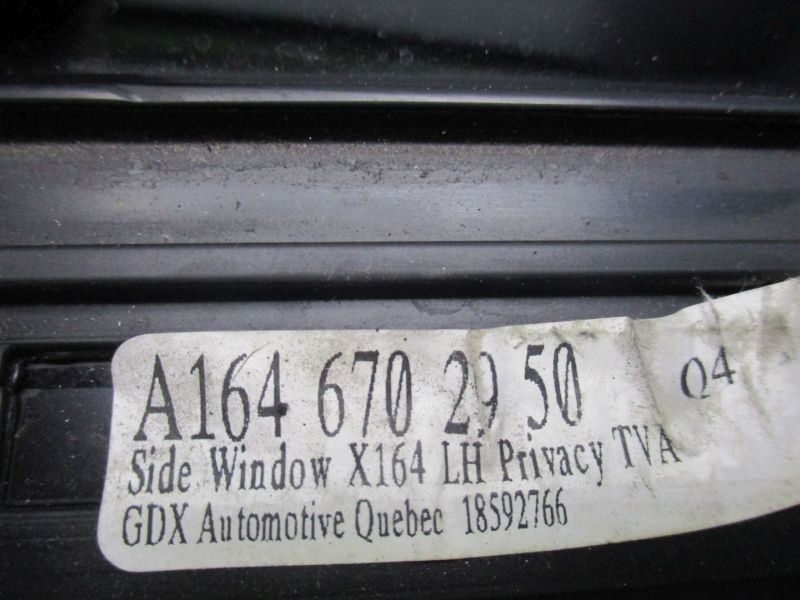 A164 670 29 50 Q4
Side Window X164 LH Privacy TVA
GDX Automotive Quebec 18592766